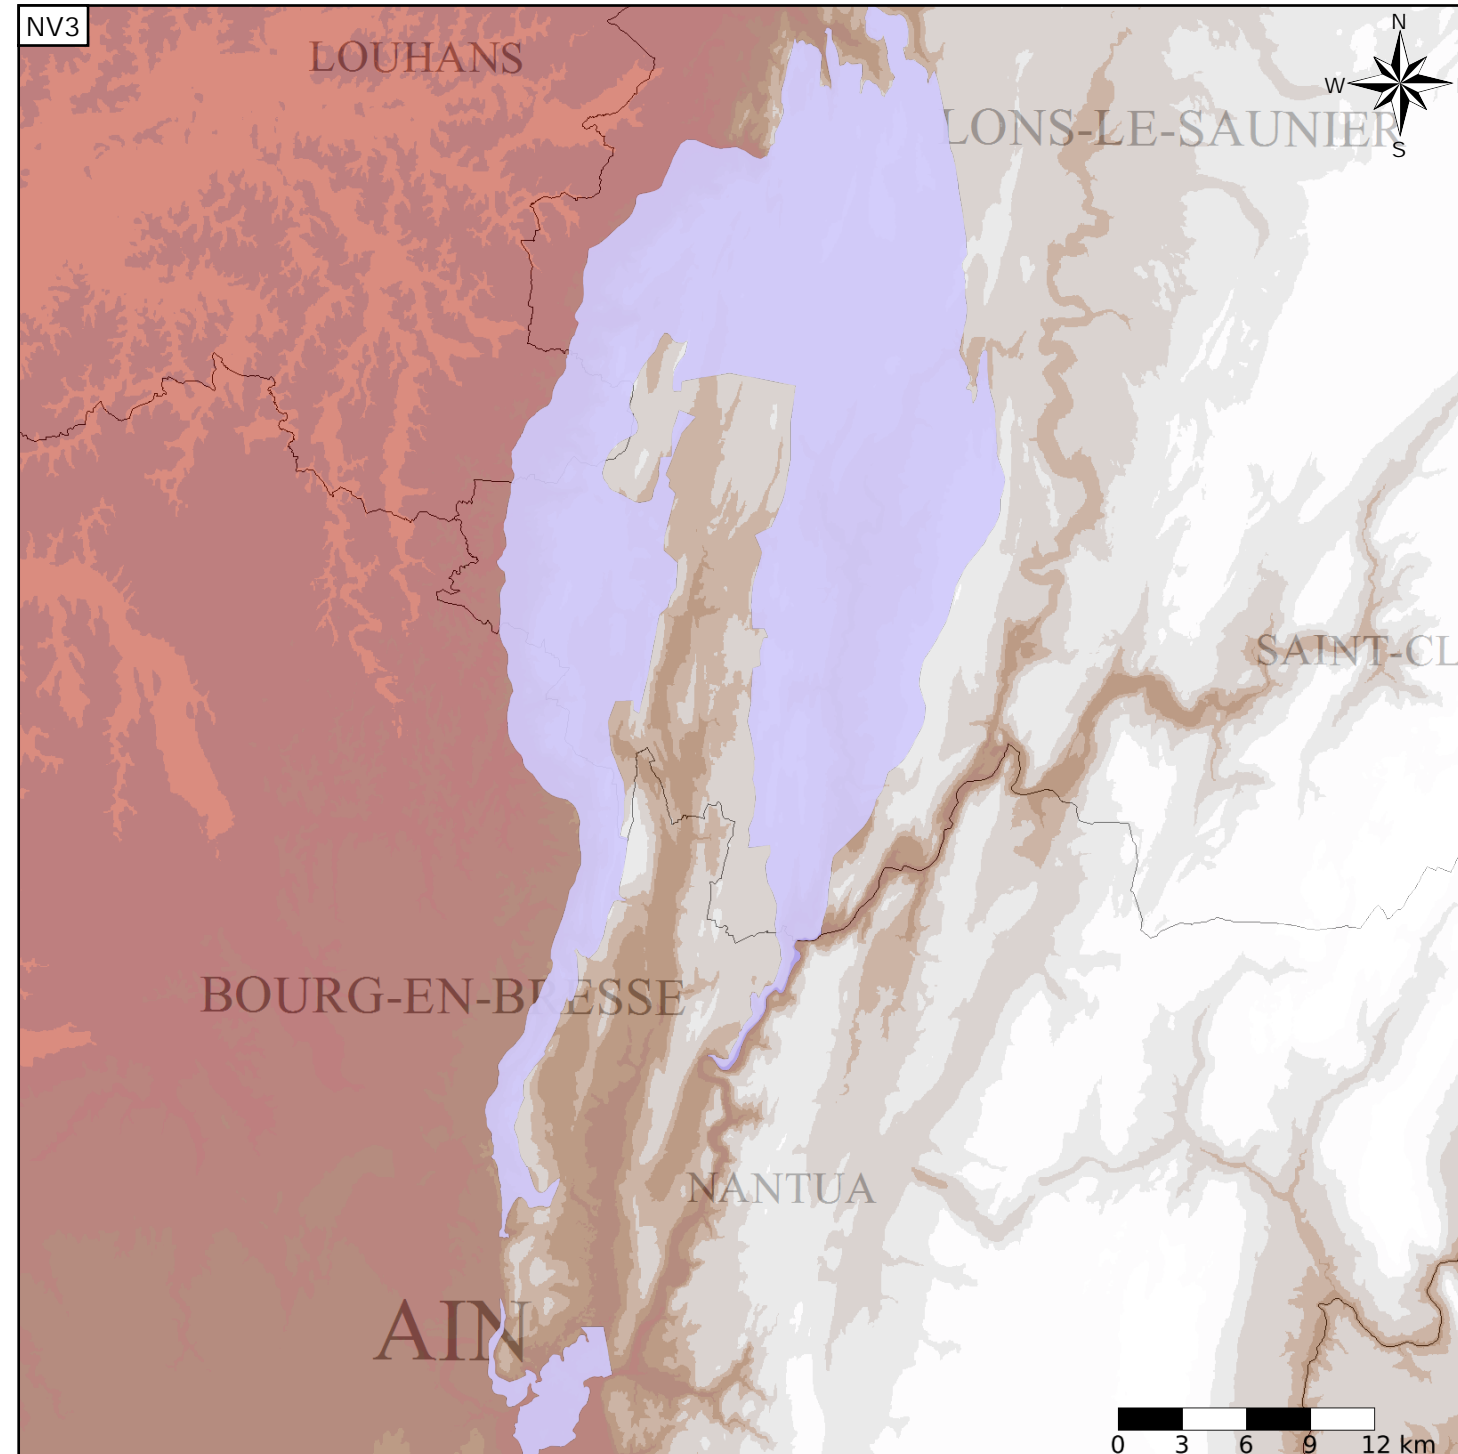 NV3
N
LOUHANS
W
LONS-LE-SAUNIER
S
SAINT-CL
BOURG-EN-BRESSE
NANTUA
AIN
0 3 6 9 12 km